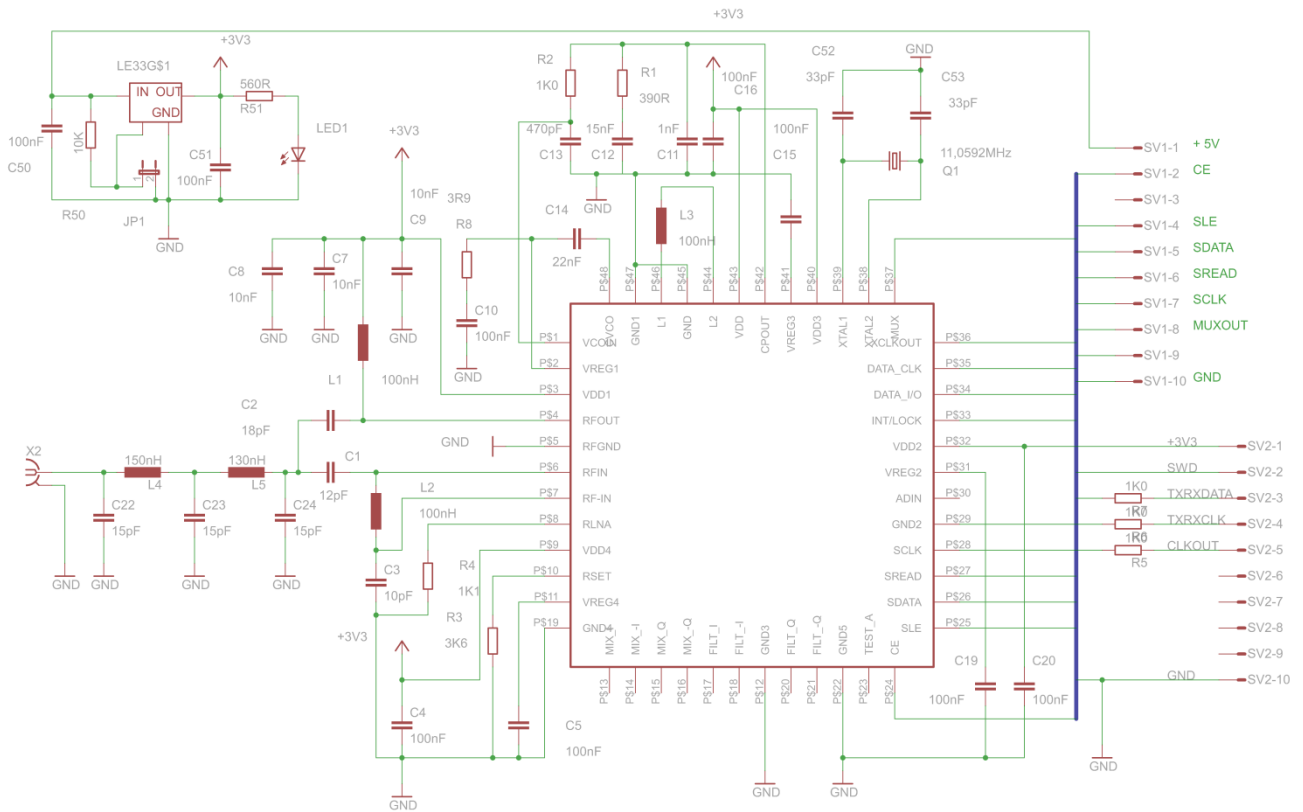 +3V3
+3V3
LE33G$1
IN OUT
GND
560R
R51
LED1
100nF
C50
10K
C51
100nF
1
2
R50
JP1
GND
+3V3
10nF
C9
C8
10nF
C7
10nF
GND
GND
GND
3R9
R8
C10
100nF
GND
C14
22nF
R2
1K0
R1
390R
470pF
C13
15nF
C12
1nF
C11
100nF
C16
100nF
C15
GND
L3
100nH
C52
33pF
GND
C53
33pF
11,0592MHz
Q1
L1
100nH
C2
18pF
GND
X2
150nH
L4
130nH
L5
C1
12pF
L2
100nH
C22
15pF
C23
15pF
C24
15pF
GND
GND
GND
GND
C3
10pF
R4
1K1
R3
3K6
+3V3
C4
100nF
C5
100nF
GND
P$48
P$47
P$46
P$45
P$44
P$43
P$42
P$41
P$40
P$39
P$38
P$37
CVCO
GND1
L1
GND
L2
VDD
CPOUT
VREG3
VDD3
XTAL1
XTAL2
MUX
P$1 VCOIN
P$2 VREG1
P$3 VDD1
P$4 RFOUT
P$5 RFGND
P$6 RFIN
P$7 RF-IN
P$8 RLNA
P$9 VDD4
P$10 RSET
P$11 VREG4
P$19 GND4
XCLKOUT P$36
DATA_CLK P$35
DATA_I/O P$34
INT/LOCK P$33
VDD2 P$32
VREG2 P$31
ADIN P$30
GND2 P$29
SCLK P$28
SREAD P$27
SDATA P$26
SLE P$25
MIX_I
MIX_-I
MIX_Q
MIX_-Q
FILT_I
FILT_-I
GND3
FILT_Q
FILT_-Q
GND5
TEST_A
CE
P$13
P$14
P$15
P$16
P$17
P$18
P$12
P$20
P$21
P$22
P$23
P$24
C19
100nF
C20
100nF
GND
GND
GND
SV1-1 + 5V
SV1-2 CE
SV1-3
SV1-4 SLE
SV1-5 SDATA
SV1-6 SREAD
SV1-7 SCLK
SV1-8 MUXOUT
SV1-9
SV1-10 GND
+3V3 SV2-1
SWD SV2-2
1K0 TXRXDATA SV2-3
R7
1K0 TXRXCLK SV2-4
R6
1K0 CLKOUT SV2-5
R5
SV2-6
SV2-7
SV2-8
SV2-9
GND SV2-10